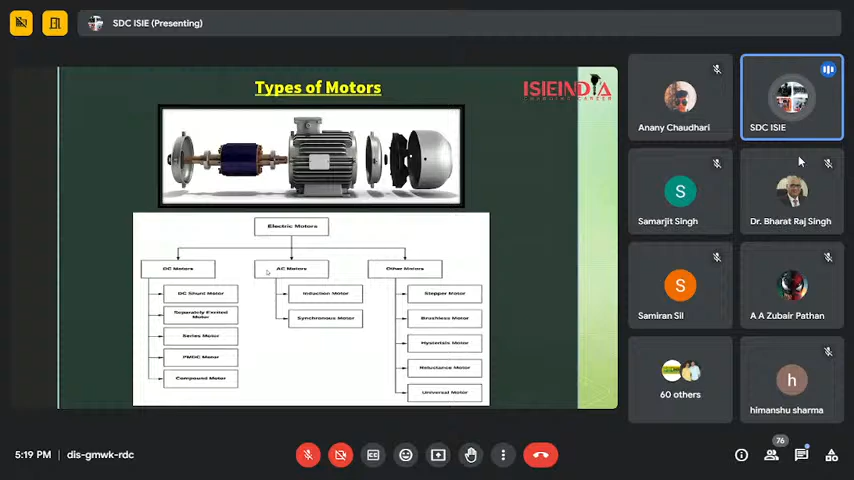 SDC ISIE (Presenting)
Types of Motors
ISIEINDIA
CHANGING CAREER
Electric Motors
DC Motors
AC Motors
Other Motors
DC Shunt Motor
Separately Excited
Motor
Series Motor
PMDC Motor
Compound Motor
Induction Motor
Synchronous Motor
Stepper Motor
Brushless Motor
Hysterisis Motor
Reluctance Motor
Universal Motor
Anany Chaudhari
SDC ISIE
S
Samarjit Singh
Dr. Bharat Raj Singh
S
Samiran Sil
A A Zubair Pathan
60 others
h
himanshu sharma
5:19 PM | dis-gmwk-rdc
76